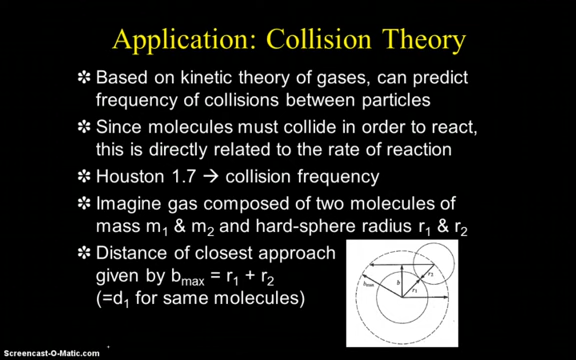 Application: Collision Theory
✻ Based on kinetic theory of gases, can predict
frequency of collisions between particles
✻ Since molecules must collide in order to react,
this is directly related to the rate of reaction
✻ Houston 1.7 → collision frequency
✻ Imagine gas composed of two molecules of
mass m₁ & m₂ and hard-sphere radius r₁ & r₂
✻ Distance of closest approach
given by bmax = r₁ + r₂
(=d₁ for same molecules)
r₂
bmax
b
r₁
Screencast-O-Matic.com